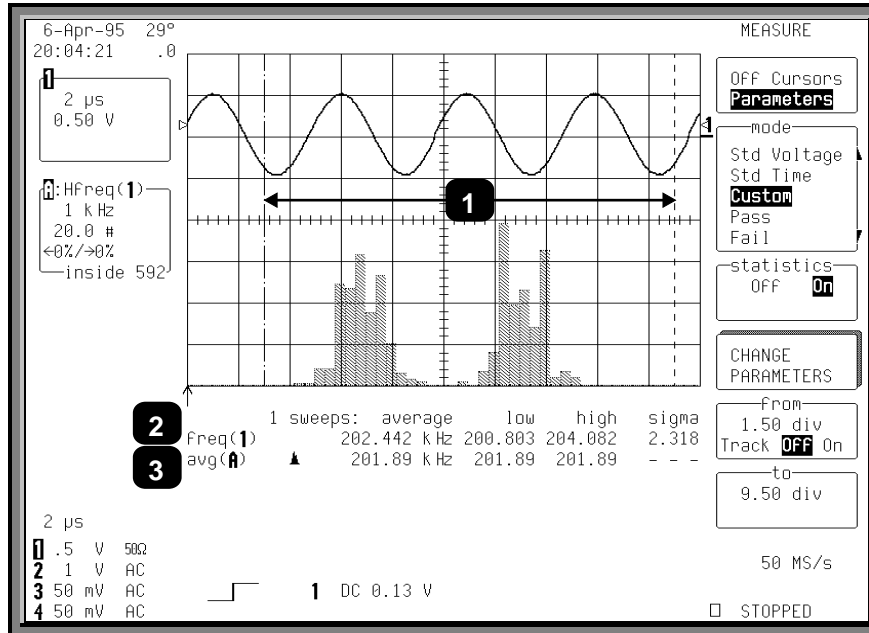 6-Apr-95 29°
20:04:21 .0
1
2 µs
0.50 V
A:Hfreq(1)
1 kHz
20.0 #
←0%/→0%
inside 592
1
1
2
3
1 sweeps: average low high sigma
freq(1) 202.442 kHz 200.803 204.082 2.318
avg(A) 201.89 kHz 201.89 201.89 - - -
2 µs
1 .5 V 50Ω
2 1 V AC
3 50 mV AC
4 50 mV AC
1 DC 0.13 V
MEASURE
Off Cursors
Parameters
mode
Std Voltage
Std Time
Custom
Pass
Fail
statistics
Off On
CHANGE
PARAMETERS
from
1.50 div
Track Off On
to
9.50 div
50 MS/s
STOPPED